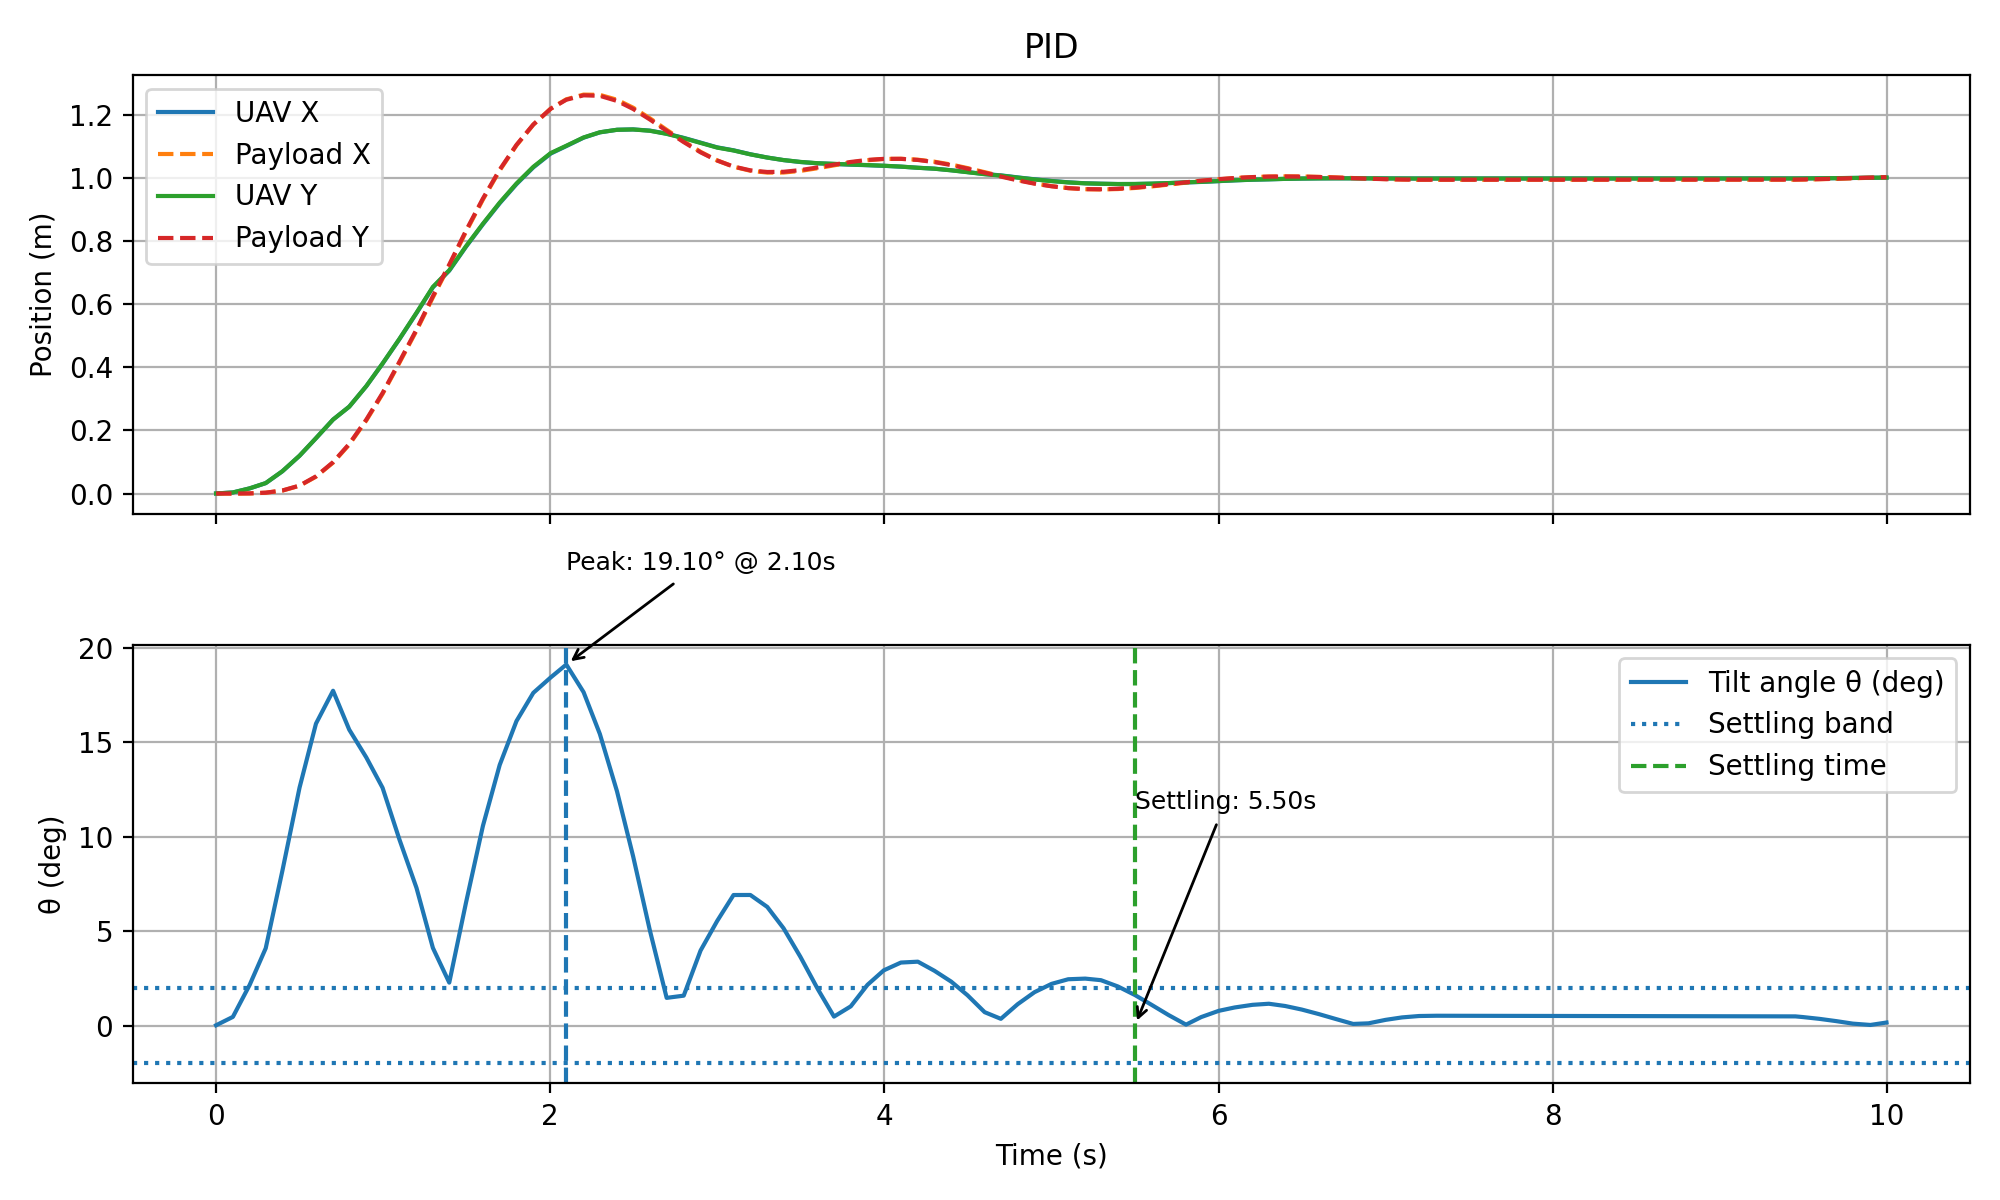 PID
UAV X
Payload X
UAV Y
Payload Y
Position (m)
1.2
1.0
0.8
0.6
0.4
0.2
0.0
Peak: 19.10° @ 2.10s
Tilt angle θ (deg)
Settling band
Settling time
Settling: 5.50s
θ (deg)
20
15
10
5
0
0 2 4 6 8 10
Time (s)